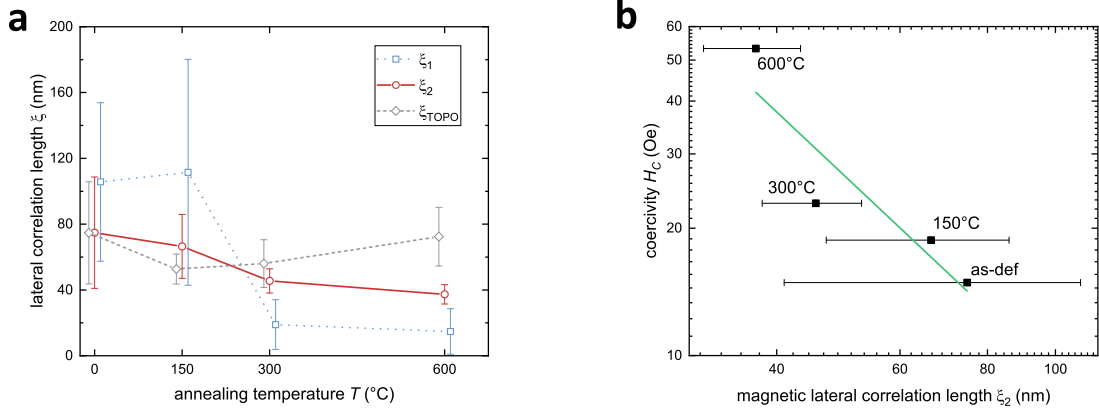 a
200
160
120
80
40
0
lateral correlation length ξ (nm)
ξ1
ξ2
ξTOPO
0 150 300 600
annealing temperature T (°C)
b
60
50
40
30
20
10
coercivity HC (Oe)
600°C
300°C
150°C
as-def
40 60 80 100
magnetic lateral correlation length ξ2 (nm)